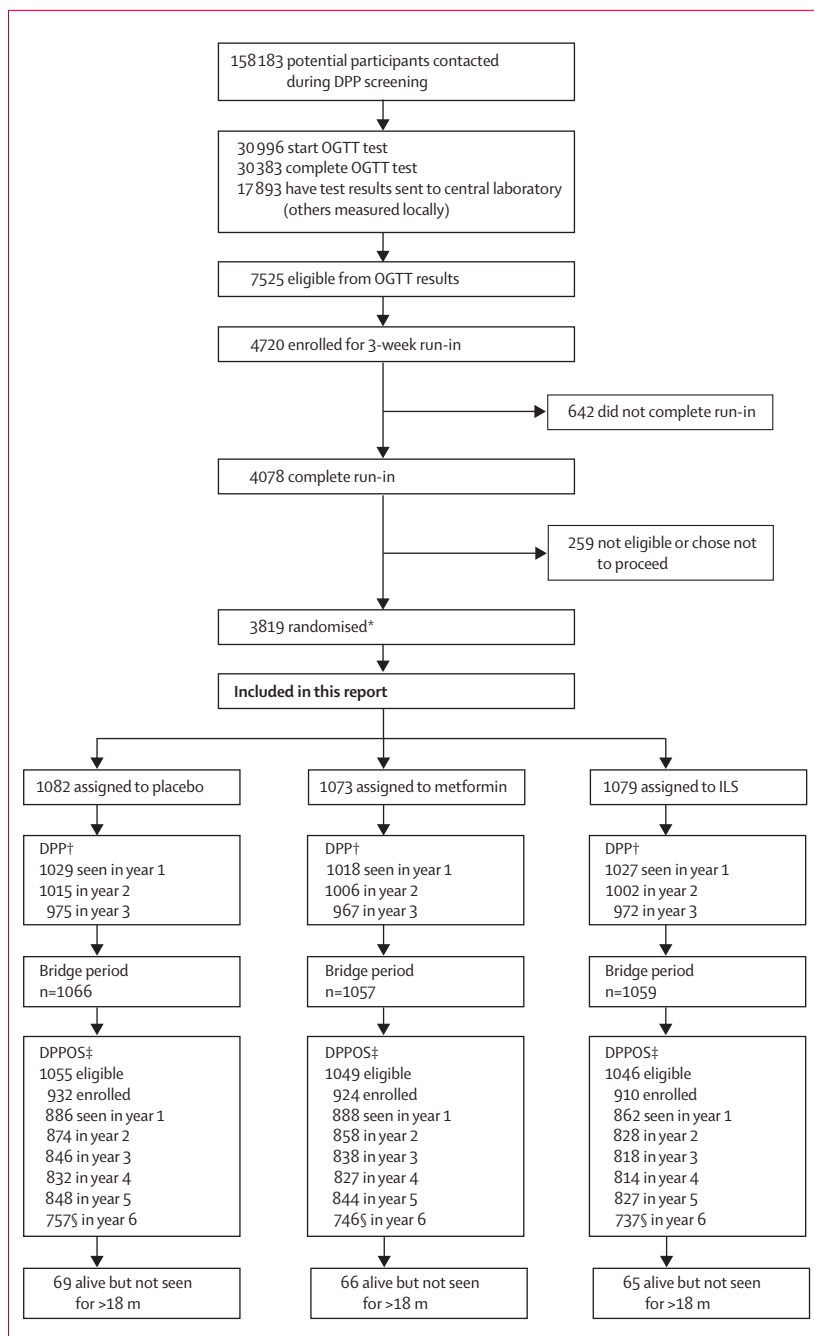 158 183 potential participants contacted
during DPP screening
30 996 start OGTT test
30 383 complete OGTT test
17 893 have test results sent to central laboratory
(others measured locally)
7525 eligible from OGTT results
4720 enrolled for 3-week run-in
642 did not complete run-in
4078 complete run-in
259 not eligible or chose not
to proceed
3819 randomised*
Included in this report
1082 assigned to placebo
1073 assigned to metformin
1079 assigned to ILS
DPP†
1029 seen in year 1
1015 in year 2
975 in year 3
DPP†
1018 seen in year 1
1006 in year 2
967 in year 3
DPP†
1027 seen in year 1
1002 in year 2
972 in year 3
Bridge period
n=1066
Bridge period
n=1057
Bridge period
n=1059
DPPOS‡
1055 eligible
932 enrolled
886 seen in year 1
874 in year 2
846 in year 3
832 in year 4
848 in year 5
757§ in year 6
DPPOS‡
1049 eligible
924 enrolled
888 seen in year 1
858 in year 2
838 in year 3
827 in year 4
844 in year 5
746§ in year 6
DPPOS‡
1046 eligible
910 enrolled
862 seen in year 1
828 in year 2
818 in year 3
814 in year 4
827 in year 5
737§ in year 6
69 alive but not seen
for >18 m
66 alive but not seen
for >18 m
65 alive but not seen
for >18 m